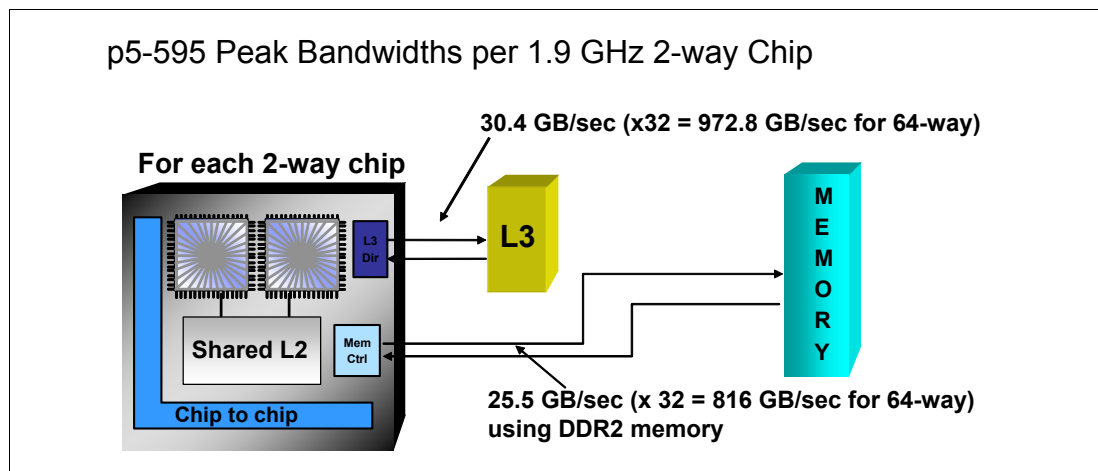 p5-595 Peak Bandwidths per 1.9 GHz 2-way Chip
30.4 GB/sec (x32 = 972.8 GB/sec for 64-way)
For each 2-way chip
L3
Dir
L3
M
E
M
O
R
Y
Shared L2
Mem
Ctrl
Chip to chip
25.5 GB/sec (x 32 = 816 GB/sec for 64-way)
using DDR2 memory